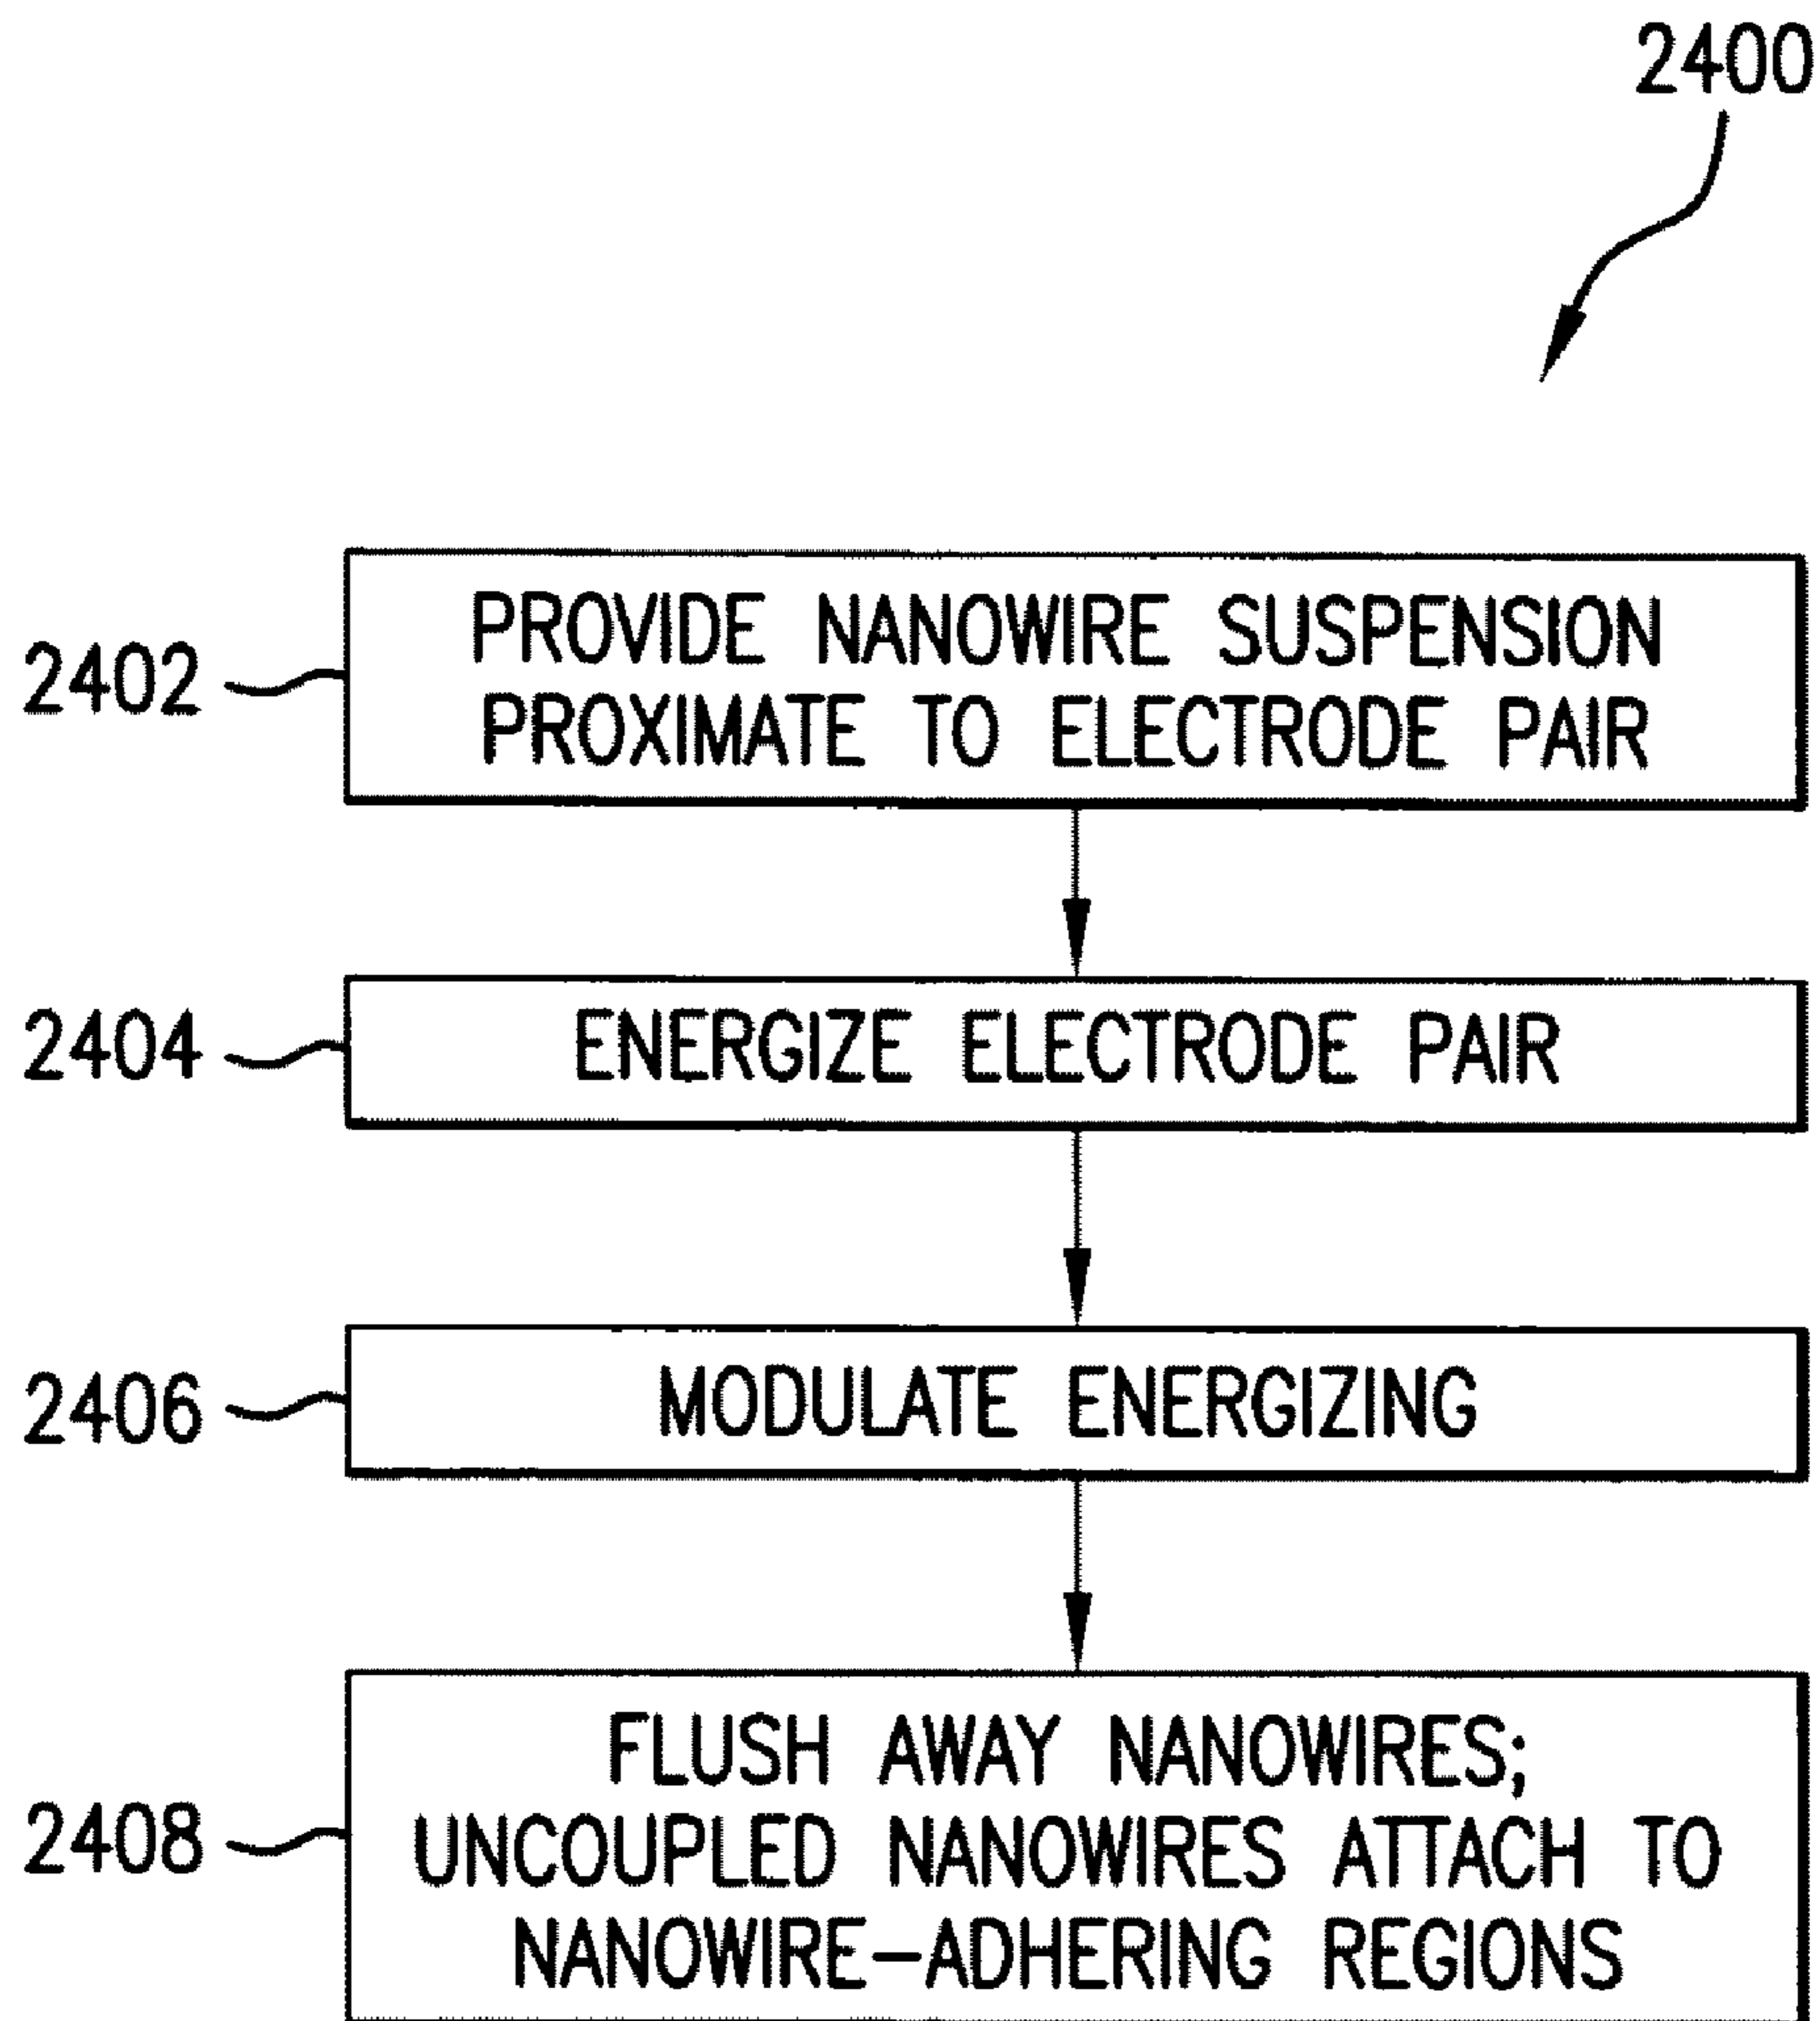 2400
2402
PROVIDE NANOWIRE SUSPENSION
PROXIMATE TO ELECTRODE PAIR
2404
ENERGIZE ELECTRODE PAIR
2406
MODULATE ENERGIZING
2408
FLUSH AWAY NANOWIRES;
UNCOUPLED NANOWIRES ATTACH TO
NANOWIRE-ADHERING REGIONS